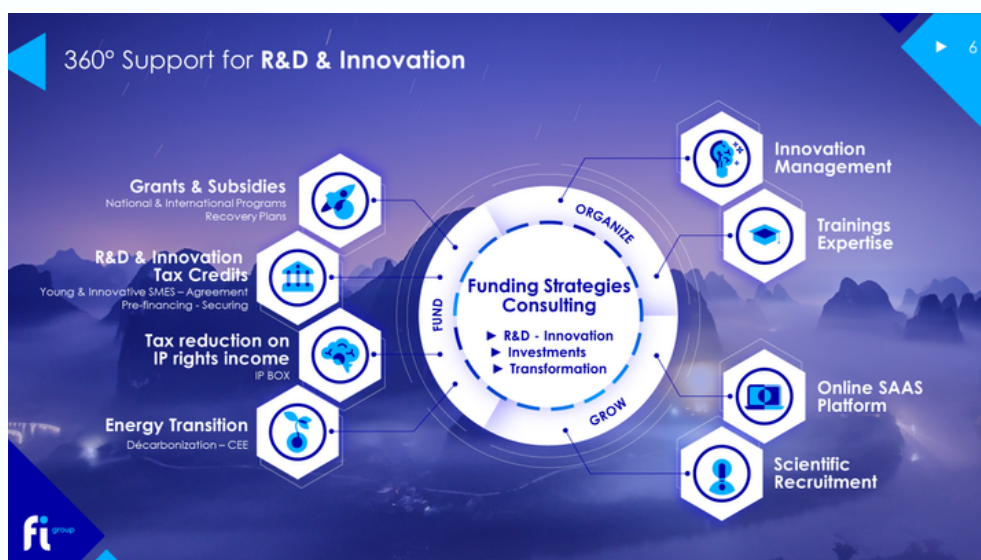 360° Support for R&D & Innovation
6
Grants & Subsidies
National & International Programs
Recovery Plans
R&D & Innovation
Tax Credits
Young & Innovative SMES – Agreement
Pre-financing - Securing
Tax reduction on
IP rights income
IP BOX
Energy Transition
Décarbonization – CEE
FUND
ORGANIZE
GROW
Funding Strategies
Consulting
► R&D - Innovation
► Investments
► Transformation
Innovation
Management
Trainings
Expertise
Online SAAS
Platform
Scientific
Recruitment
fi group